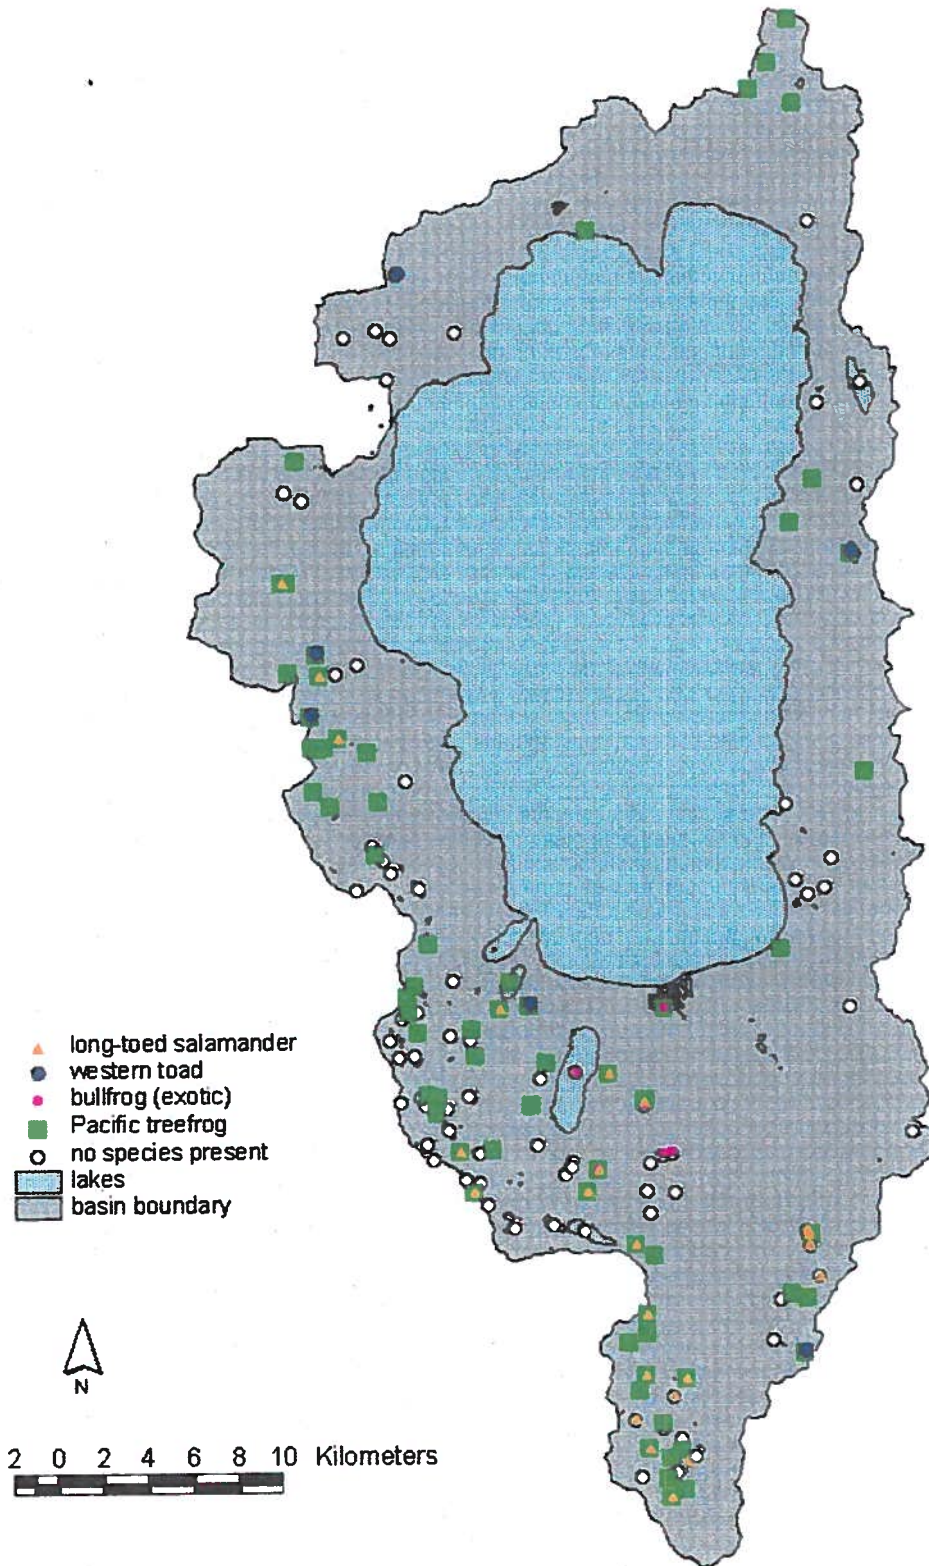 long-toed salamander
western toad
bullfrog (exotic)
Pacific treefrog
no species present
lakes
basin boundary
N
2 0 2 4 6 8 10 Kilometers